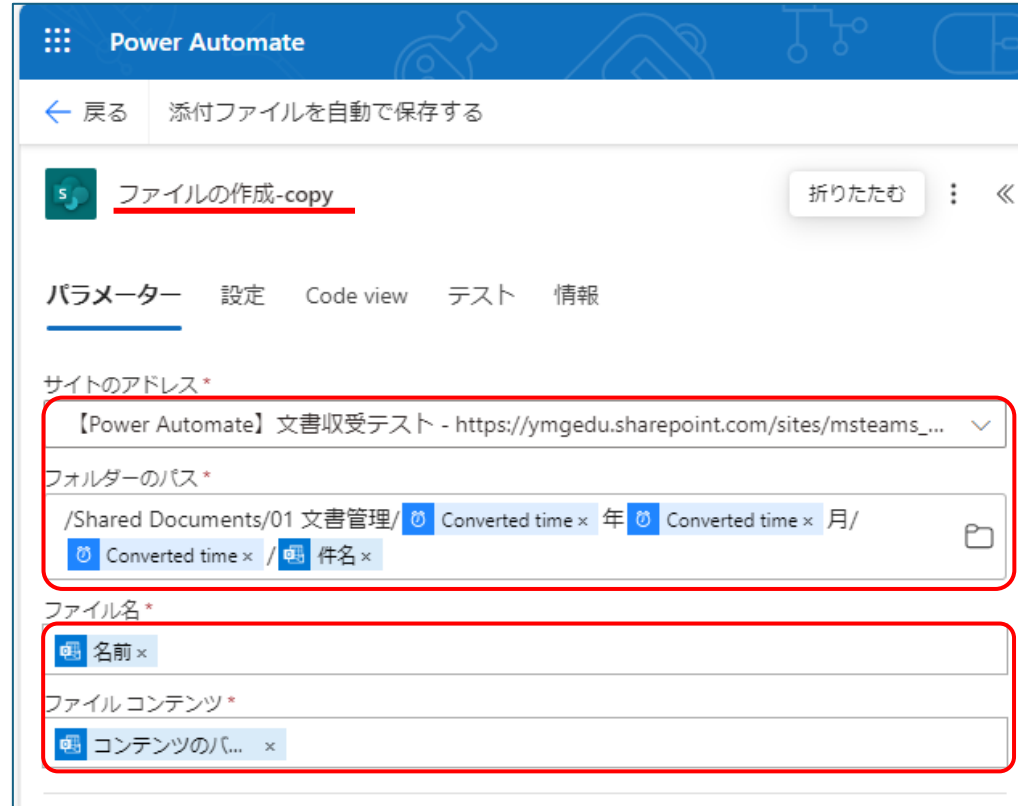 Power Automate
戻る 添付ファイルを自動で保存する
ファイルの作成-copy 折りたたむ
パラメーター 設定 Code view テスト 情報
サイトのアドレス *
【Power Automate】文書収受テスト - https://ymgedu.sharepoint.com/sites/msteams_...
フォルダーのパス *
/Shared Documents/01 文書管理/ Converted time × 年 Converted time × 月/
Converted time × / 件名 ×
ファイル名 *
名前 ×
ファイル コンテンツ *
コンテンツのバ... ×